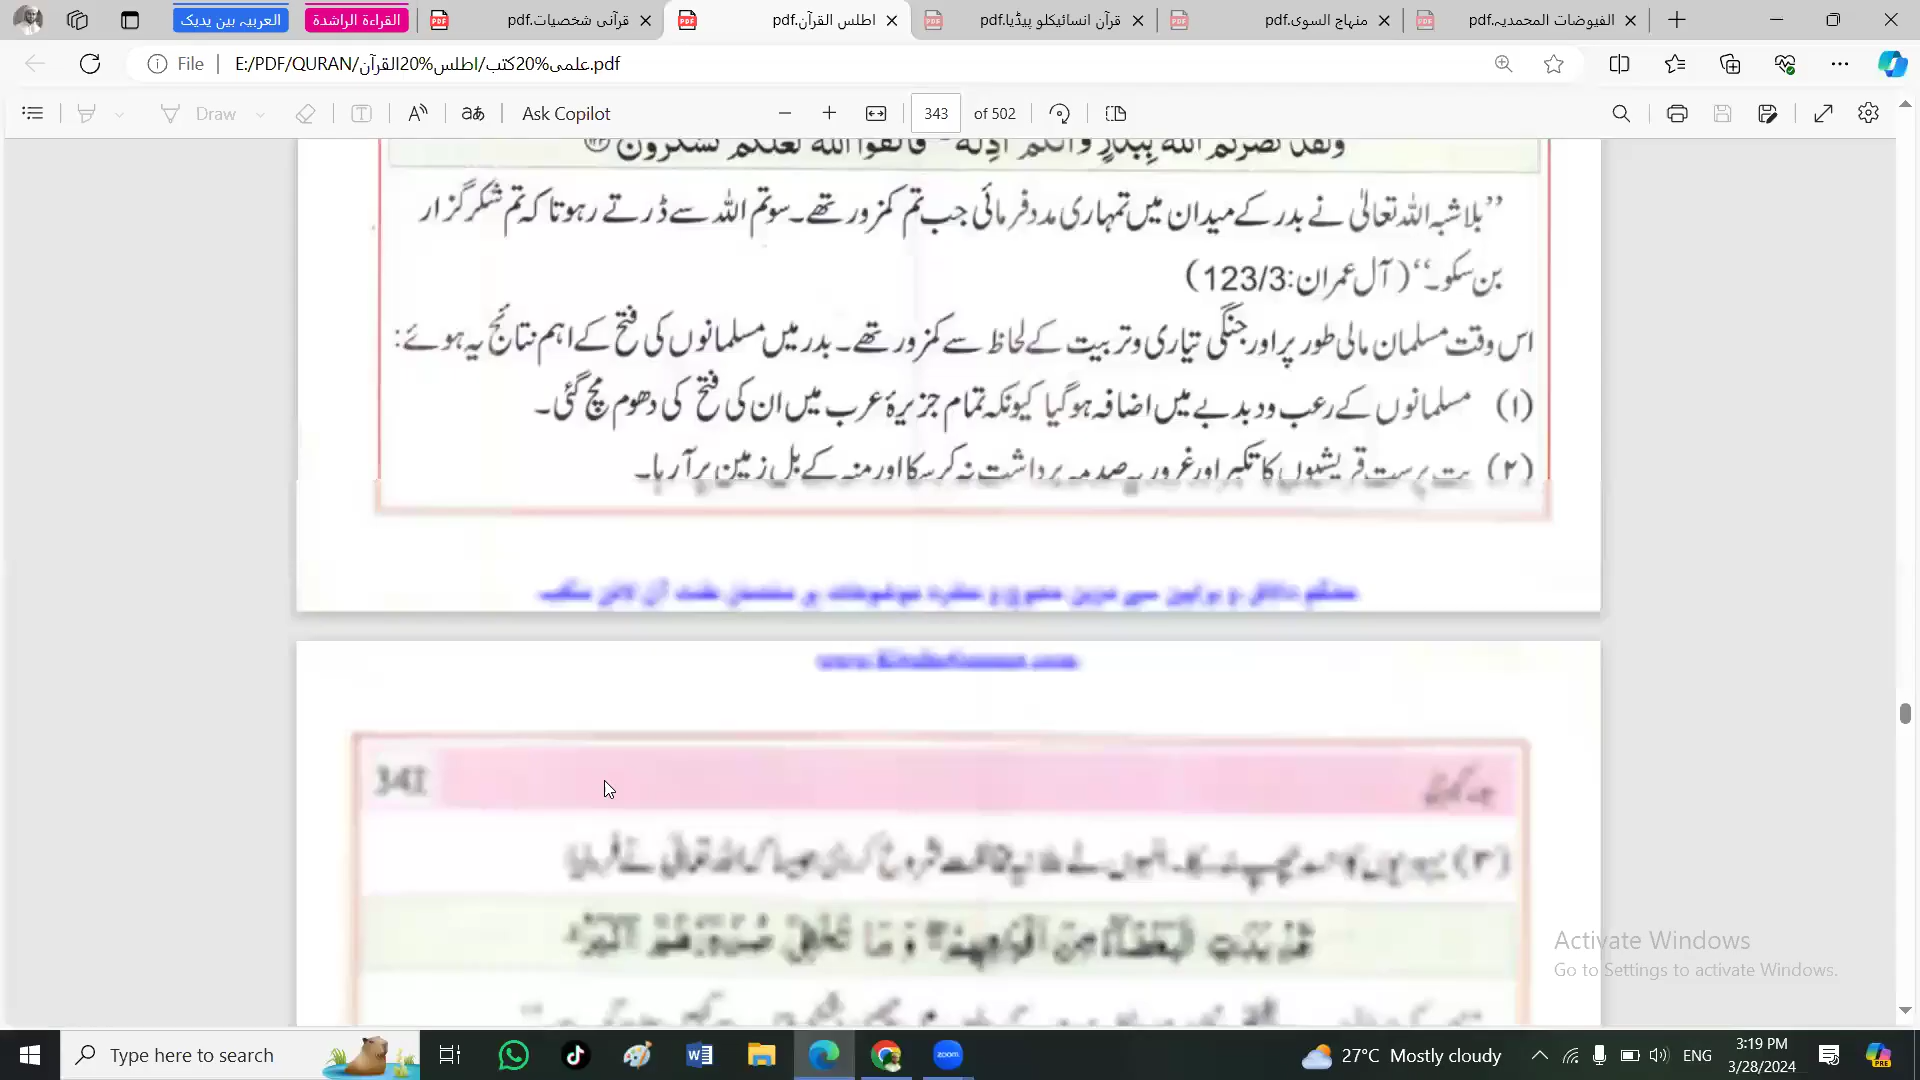 العربیہ بین یدیک
القراءة الراشدة
قرآنی شخصیات.pdf
اطلس القرآن.pdf
قرآن انسائیکلو پیڈیا.pdf
منہاج السوی.pdf
الفیوضات المحمدیہ.pdf
File
E:/PDF/QURAN/علمی%20کتب/اطلس%20القرآن.pdf
Draw
Ask Copilot
343 of 502
’’بلاشبہ اللہ تعالیٰ نے بدر کے میدان میں تمہاری مدد فرمائی جب تم کمزور تھے۔ سو تم اللہ سے ڈرتے رہو تا کہ تم شکر گزار
بن سکو۔‘‘ (آل عمران:123/3)
اس وقت مسلمان مالی طور پر اور جنگی تیاری و تربیت کے لحاظ سے کمزور تھے۔ بدر میں مسلمانوں کی فتح کے اہم نتائج یہ ہوئے:
(۱) مسلمانوں کے رعب و دبدبے میں اضافہ ہو گیا کیونکہ تمام جزیرۂ عرب میں ان کی فتح کی دھوم مچ گئی۔
(۲) بت پرست قریشیوں کا تکبر اور غرور یہ صدمہ برداشت نہ کر سکا اور منہ کے بل زمین پر آ رہا۔
342
Activate Windows
Go to Settings to activate Windows.
Type here to search
27°C Mostly cloudy
ENG
3:19 PM
3/28/2024